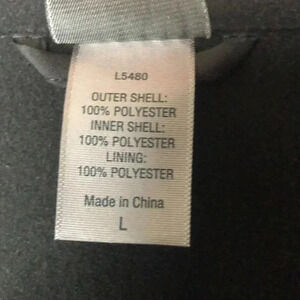 L5480
OUTER SHELL:
100% POLYESTER
INNER SHELL:
100% POLYESTER
LINING:
100% POLYESTER
Made in China
L